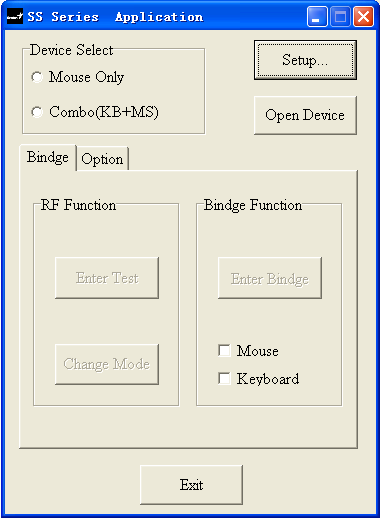 SS Series  Application
Device Select
Mouse Only
Combo(KB+MS)
Setup...
Open Device
Bindge
Option
RF Function
Enter Test
Change Mode
Bindge Function
Enter Bindge
Mouse
Keyboard
Exit